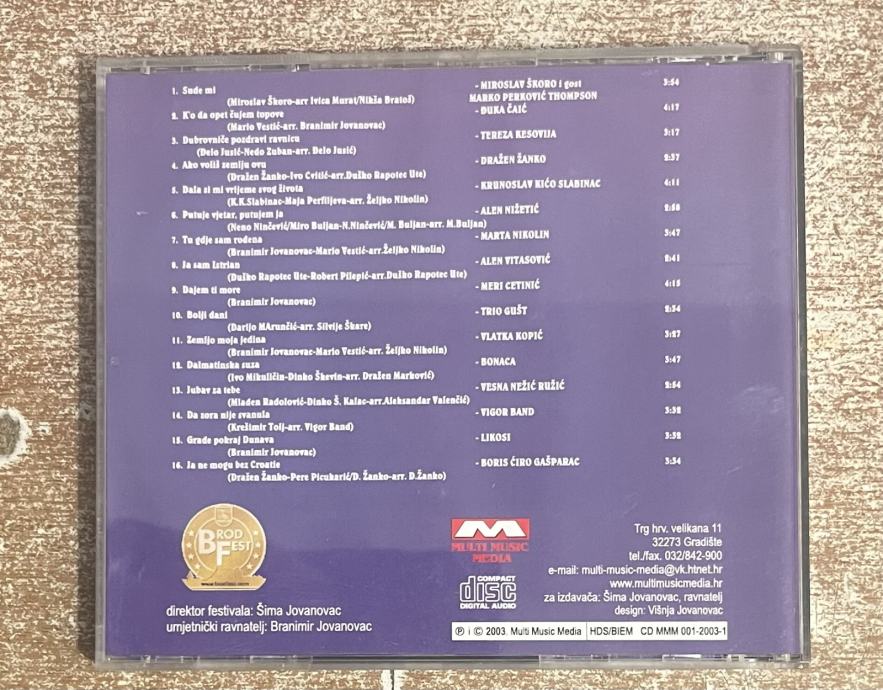 1. Sude mi - MIROSLAV ŠKORO i gost 3:54
(Miroslav Škoro-arr Ivica Murat/Nikša Bratoš) MARKO PERKOVIĆ THOMPSON
2. K'o da opet čujem topove - ĐUKA ČAIĆ 4:17
(Mario Vestić-arr. Branimir Jovanovac)
3. Dubrovniče pozdravi ravnicu - TEREZA KESOVIJA 3:17
(Đelo Jusić-Nedo Zuban-arr. Đelo Jusić)
4. Ako voliš zemlju ovu - DRAŽEN ŽANKO 2:37
(Dražen Žanko-Ivo Cvitić-arr.Duško Rapotec Ute)
5. Dala si mi vrijeme svog života - KRUNOSLAV KIĆO SLABINAC 4:11
(K.K.Slabinac-Maja Perfiljeva-arr. Željko Nikolin)
6. Putuje vjetar, putujem ja - ALEN NIŽETIĆ 2:50
(Neno Ninčević/Miro Buljan-N.Ninčević/M. Buljan-arr. M.Buljan)
7. Tu gdje sam rođena - MARTA NIKOLIN 3:47
(Branimir Jovanovac-Mario Vestić-arr.Željko Nikolin)
8. Ja sam Istrian - ALEN VITASOVIĆ 2:41
(Duško Rapotec Ute-Robert Pilepić-arr.Duško Rapotec Ute)
9. Dajem ti more - MERI CETINIĆ 4:15
(Branimir Jovanovac)
10. Bolji dani - TRIO GUŠT 2:34
(Darijo MArunčić-arr. Silvije Škare)
11. Zemljo moja jedina - VLATKA KOPIĆ 3:27
(Branimir Jovanovac-Mario Vestić-arr. Željko Nikolin)
12. Dalmatinska suza - BONACA 3:47
(Ivo Mikuličin-Dinko Škevin-arr. Dražen Marković)
13. Jubav za tebe - VESNA NEŽIĆ RUŽIĆ 2:54
(Mladen Radolović-Dinko Š. Kalac-arr.Aleksandar Valenčić)
14. Da zora nije svanula - VIGOR BAND 3:32
(Krešimir Tolj-arr. Vigor Band)
15. Grade pokraj Dunava - LIKOSI 3:32
(Branimir Jovanovac)
16. Ja ne mogu bez Croatie - BORIS ĆIRO GAŠPARAC 3:34
(Dražen Žanko-Pere Picukarić/D. Žanko-arr. D.Žanko)
BROD
FEST
MULTI MUSIC
MEDIA
COMPACT
disc
DIGITAL AUDIO
Trg hrv. velikana 11
32273 Gradište
tel./fax. 032/842-900
e-mail: multi-music-media@vk.htnet.hr
www.multimusicmedia.hr
za izdavača: Šima Jovanovac, ravnatelj
design: Višnja Jovanovac
direktor festivala: Šima Jovanovac
umjetnički ravnatelj: Branimir Jovanovac
℗ i © 2003. Multi Music Media HDS/BIEM CD MMM 001-2003-1